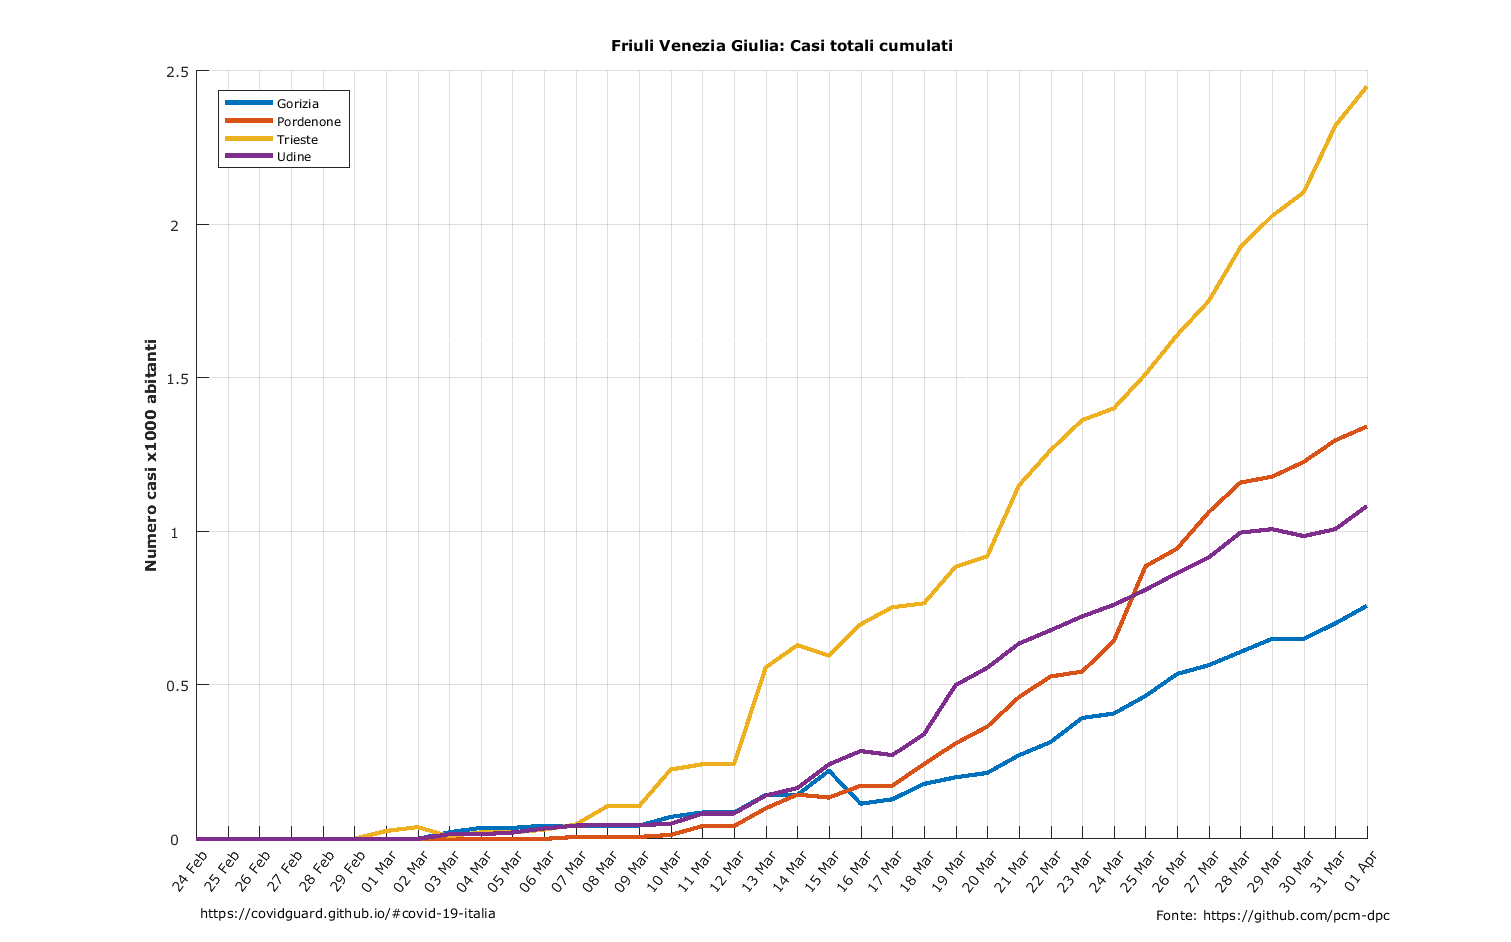 Friuli Venezia Giulia: Casi totali cumulati
2.5
2
1.5
1
0.5
0
Numero casi x1000 abitanti
Gorizia
Pordenone
Trieste
Udine
24 Feb
25 Feb
26 Feb
27 Feb
28 Feb
29 Feb
01 Mar
02 Mar
03 Mar
04 Mar
05 Mar
06 Mar
07 Mar
08 Mar
09 Mar
10 Mar
11 Mar
12 Mar
13 Mar
14 Mar
15 Mar
16 Mar
17 Mar
18 Mar
19 Mar
20 Mar
21 Mar
22 Mar
23 Mar
24 Mar
25 Mar
26 Mar
27 Mar
28 Mar
29 Mar
30 Mar
31 Mar
01 Apr
https://covidguard.github.io/#covid-19-italia
Fonte: https://github.com/pcm-dpc